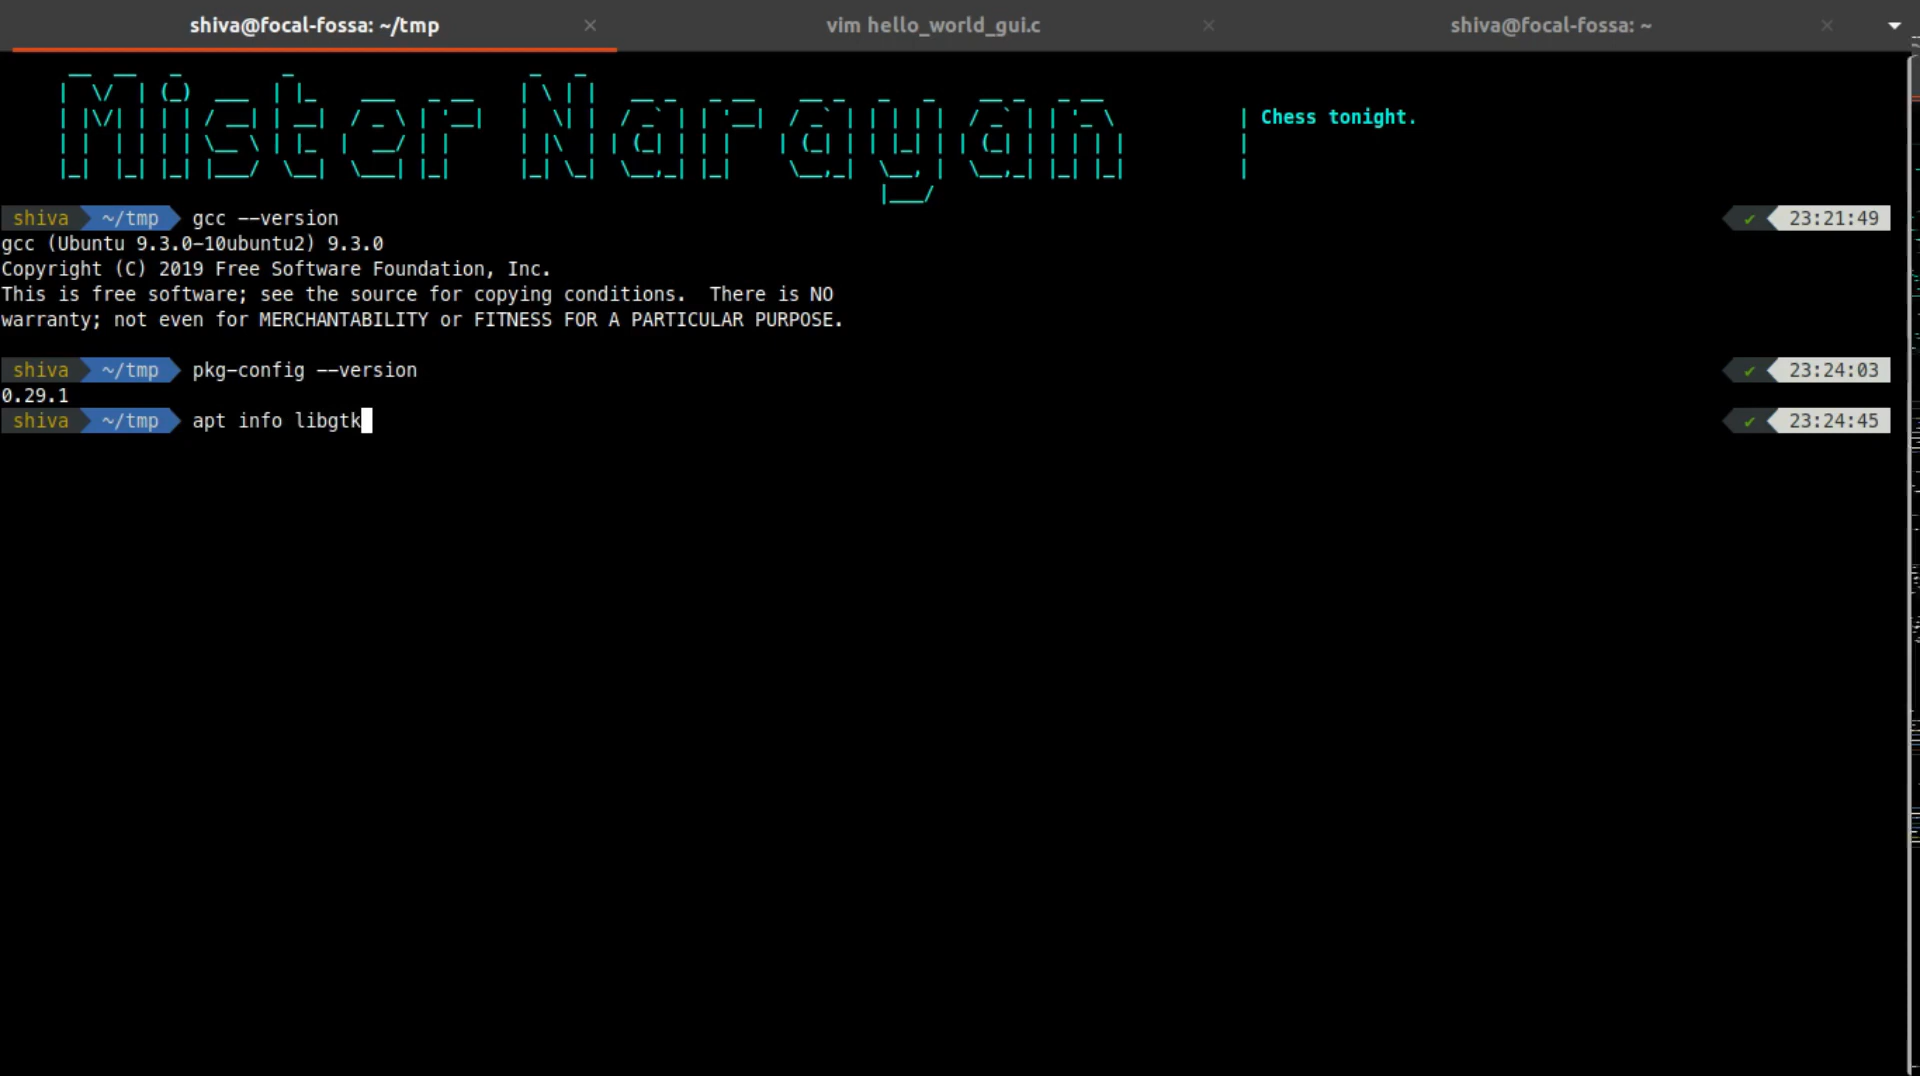 shiva@focal-fossa: ~/tmp × vim hello_world_gui.c × shiva@focal-fossa: ~ ×
Mister Narayan | Chess tonight.
shiva ~/tmp gcc --version ✔ 23:21:49
gcc (Ubuntu 9.3.0-10ubuntu2) 9.3.0
Copyright (C) 2019 Free Software Foundation, Inc.
This is free software; see the source for copying conditions.  There is NO
warranty; not even for MERCHANTABILITY or FITNESS FOR A PARTICULAR PURPOSE.
shiva ~/tmp pkg-config --version ✔ 23:24:03
0.29.1
shiva ~/tmp apt info libgtk ✔ 23:24:45